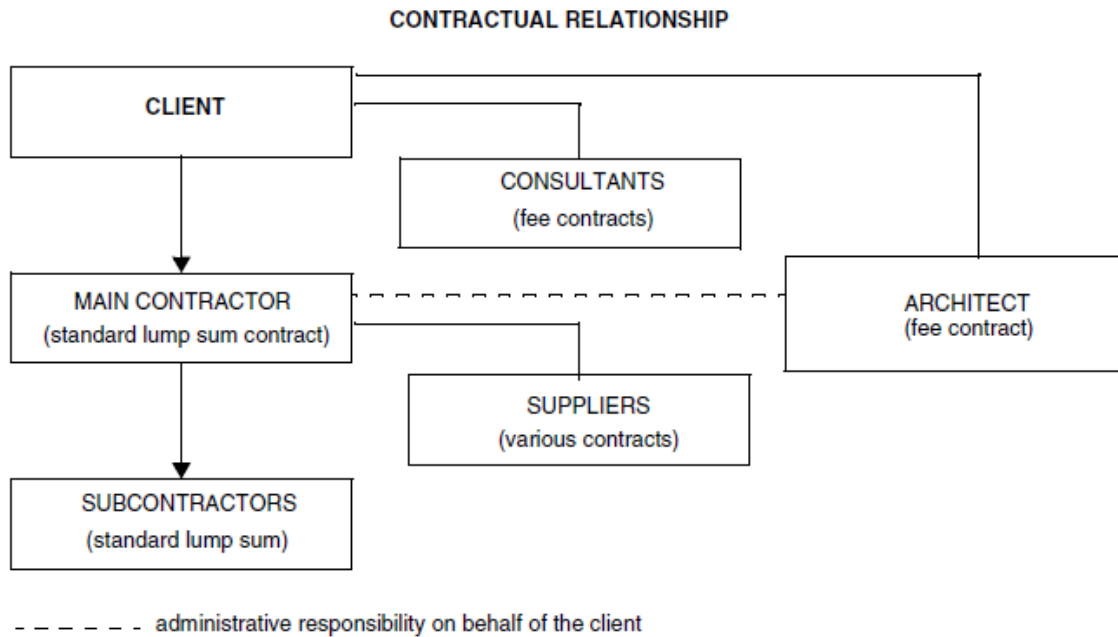 CONTRACTUAL RELATIONSHIP
CLIENT
CONSULTANTS
(fee contracts)
MAIN CONTRACTOR
(standard lump sum contract)
ARCHITECT
(fee contract)
SUPPLIERS
(various contracts)
SUBCONTRACTORS
(standard lump sum)
administrative responsibility on behalf of the client